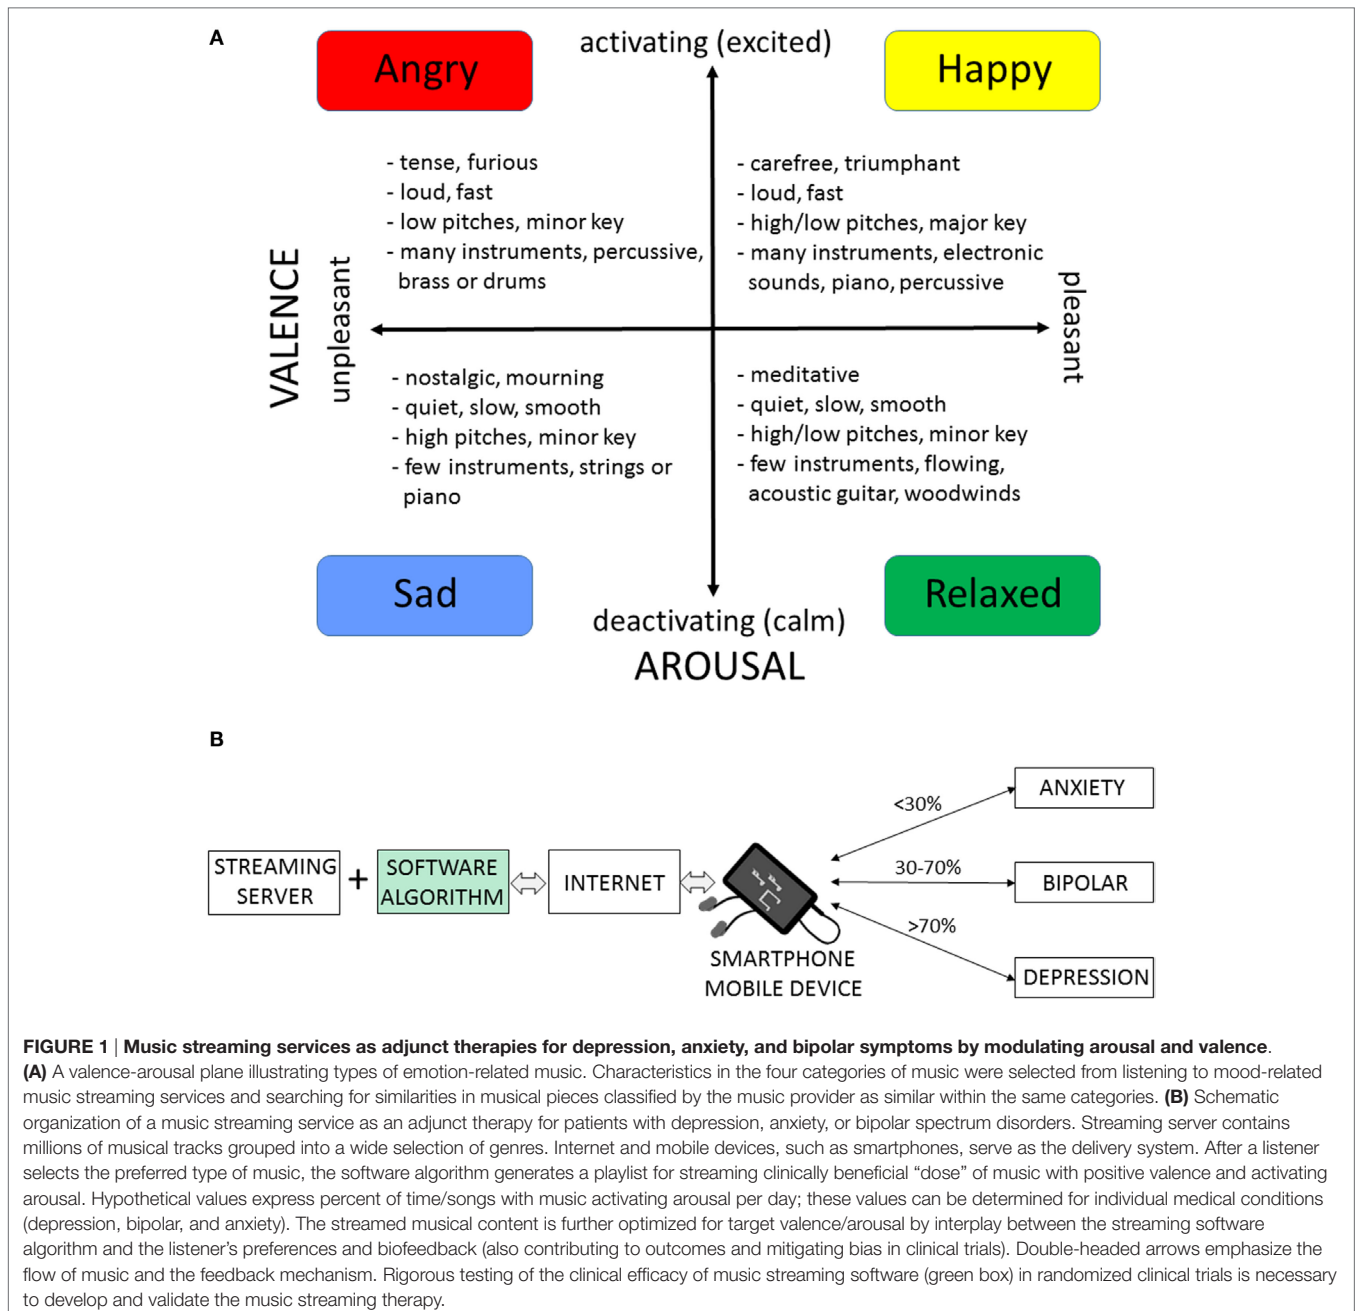 A
activating (excited)
Angry
Happy
- tense, furious
- loud, fast
- low pitches, minor key
- many instruments, percussive,
brass or drums
- carefree, triumphant
- loud, fast
- high/low pitches, major key
- many instruments, electronic
sounds, piano, percussive
VALENCE
unpleasant
pleasant
- nostalgic, mourning
- quiet, slow, smooth
- high pitches, minor key
- few instruments, strings or
piano
- meditative
- quiet, slow, smooth
- high/low pitches, minor key
- few instruments, flowing,
acoustic guitar, woodwinds
Sad
Relaxed
deactivating (calm)
AROUSAL
B
STREAMING
SERVER
+
SOFTWARE
ALGORITHM
INTERNET
SMARTPHONE
MOBILE DEVICE
<30%
30-70%
>70%
ANXIETY
BIPOLAR
DEPRESSION
FIGURE 1 | Music streaming services as adjunct therapies for depression, anxiety, and bipolar symptoms by modulating arousal and valence.
(A) A valence-arousal plane illustrating types of emotion-related music. Characteristics in the four categories of music were selected from listening to mood-related
music streaming services and searching for similarities in musical pieces classified by the music provider as similar within the same categories. (B) Schematic
organization of a music streaming service as an adjunct therapy for patients with depression, anxiety, or bipolar spectrum disorders. Streaming server contains
millions of musical tracks grouped into a wide selection of genres. Internet and mobile devices, such as smartphones, serve as the delivery system. After a listener
selects the preferred type of music, the software algorithm generates a playlist for streaming clinically beneficial “dose” of music with positive valence and activating
arousal. Hypothetical values express percent of time/songs with music activating arousal per day; these values can be determined for individual medical conditions
(depression, bipolar, and anxiety). The streamed musical content is further optimized for target valence/arousal by interplay between the streaming software
algorithm and the listener’s preferences and biofeedback (also contributing to outcomes and mitigating bias in clinical trials). Double-headed arrows emphasize the
flow of music and the feedback mechanism. Rigorous testing of the clinical efficacy of music streaming software (green box) in randomized clinical trials is necessary
to develop and validate the music streaming therapy.